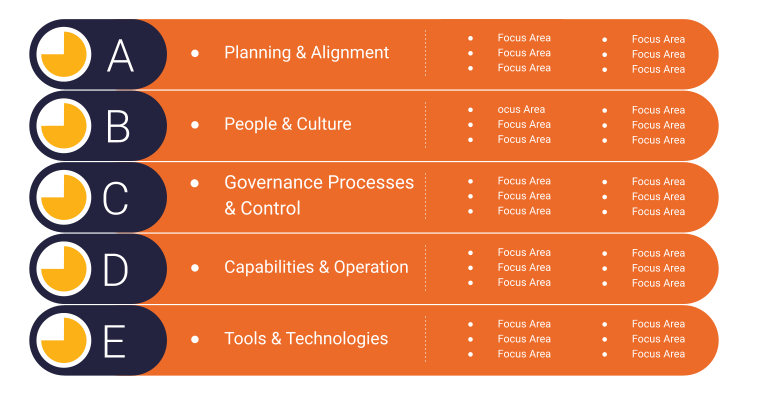 A
• Planning & Alignment
• Focus Area
• Focus Area
• Focus Area
• Focus Area
• Focus Area
• Focus Area
B
• People & Culture
• ocus Area
• Focus Area
• Focus Area
• Focus Area
• Focus Area
• Focus Area
C
• Governance Processes
& Control
• Focus Area
• Focus Area
• Focus Area
• Focus Area
• Focus Area
• Focus Area
D
• Capabilities & Operation
• Focus Area
• Focus Area
• Focus Area
• Focus Area
• Focus Area
• Focus Area
E
• Tools & Technologies
• Focus Area
• Focus Area
• Focus Area
• Focus Area
• Focus Area
• Focus Area